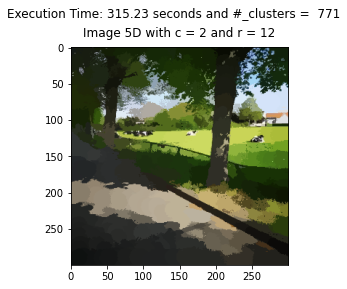 Execution Time: 315.23 seconds and #_clusters =  771
Image 5D with c = 2 and r = 12
0
50
100
150
200
250
0 50 100 150 200 250